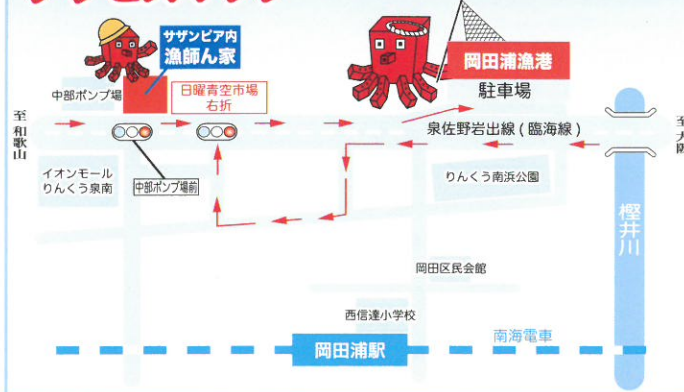 サザンピア内
漁師ん家
岡田浦漁港
駐車場
中部ポンプ場
日曜青空市場
右折
至和歌山
至大阪
泉佐野岩出線(臨海線)
イオンモール
りんくう泉南
中部ポンプ場前
りんくう南浜公園
樫井川
岡田区民会館
西信達小学校
南海電車
岡田浦駅